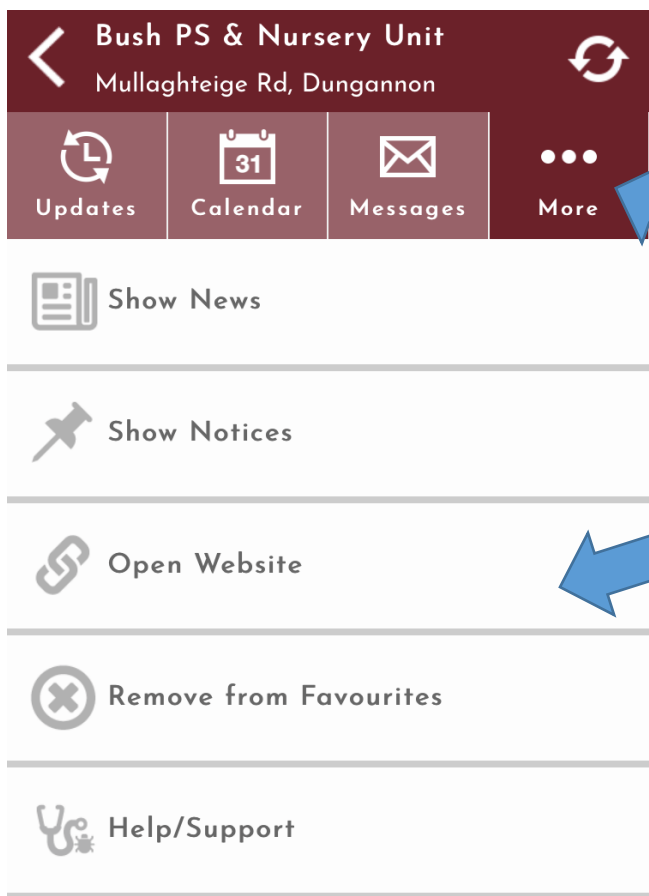 Bush PS & Nursery Unit
Mullaghteige Rd, Dungannon
31
Updates Calendar Messages More
Show News
Show Notices
Open Website
Remove from Favourites
Help/Support